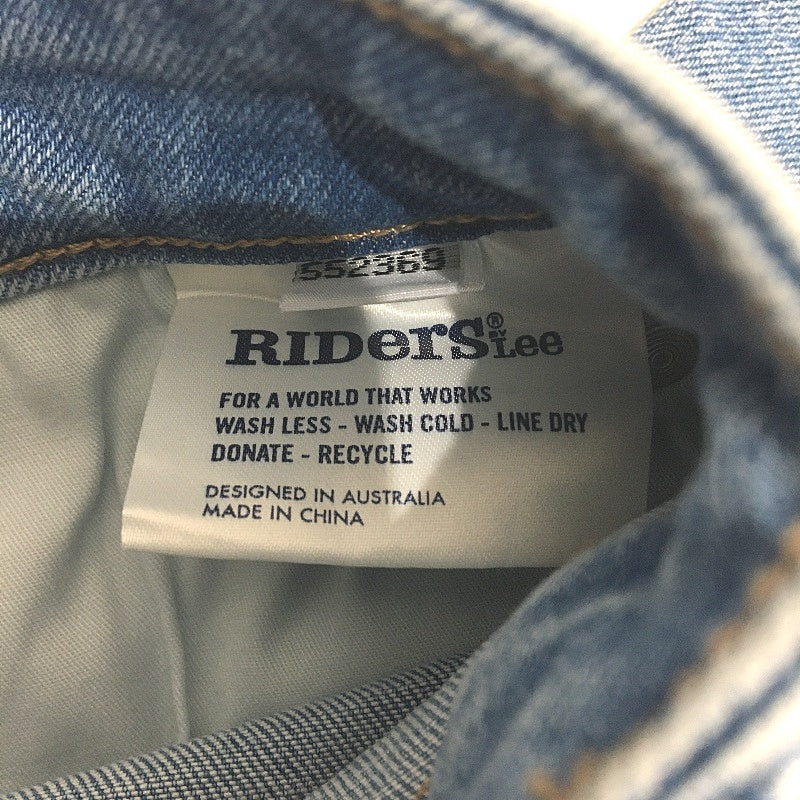 552369
RIDERS® BY Lee
FOR A WORLD THAT WORKS
WASH LESS - WASH COLD - LINE DRY
DONATE - RECYCLE
DESIGNED IN AUSTRALIA
MADE IN CHINA